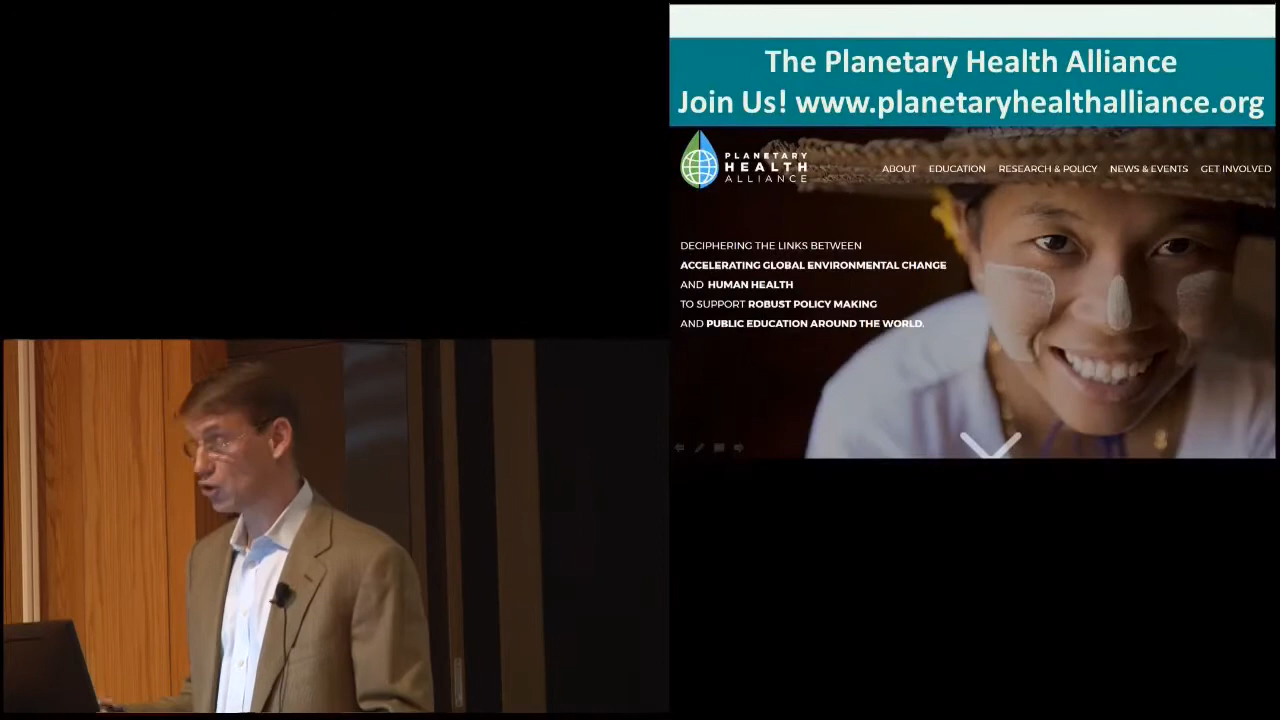 The Planetary Health Alliance
Join Us! www.planetaryhealthalliance.org
PLANETARY
HEALTH
ALLIANCE
ABOUT EDUCATION RESEARCH & POLICY NEWS & EVENTS GET INVOLVED
DECIPHERING THE LINKS BETWEEN
ACCELERATING GLOBAL ENVIRONMENTAL CHANGE
AND HUMAN HEALTH
TO SUPPORT ROBUST POLICY MAKING
AND PUBLIC EDUCATION AROUND THE WORLD.